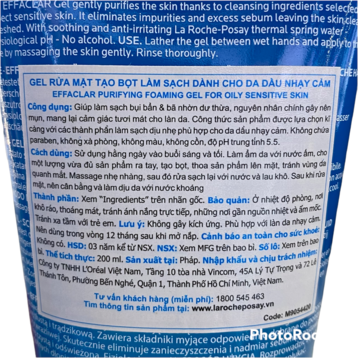 EFFACLAR Gel gently purifies the skin thanks to cleansing ingredients select
sensitive skin. It eliminates impurities and excess sebum leaving the skin
With soothing and anti-irritating La Roche-Posay thermal spring water -
siological pH - No alcohol. USE. Lather the gel between wet hands and apply to
by massaging the skin gently. Rinse thoroughly.
GEL RỬA MẶT TẠO BỌT LÀM SẠCH DÀNH CHO DA DẦU NHẠY CẢM
EFFACLAR PURIFYING FOAMING GEL FOR OILY SENSITIVE SKIN
Công dụng: Giúp làm sạch bụi bẩn & bã nhờn dư thừa, nguyên nhân chính gây nên
mụn, mang lại cảm giác tươi mát cho làn da. Công thức sản phẩm được lựa chọn kĩ
càng với các thành phần làm sạch dịu nhẹ phù hợp cho da dầu nhạy cảm. Không chứa
paraben, không xà phòng, không màu, không cồn, độ pH trung tính 5.5.
Cách dùng: Sử dụng hằng ngày vào buổi sáng và tối. Làm ẩm da với nước ấm, cho
một lượng vừa đủ sản phẩm ra tay, tạo bọt, thoa sản phẩm lên mặt, tránh vùng da
quanh mắt. Massage nhẹ nhàng, sau đó rửa sạch lại với nước và lau khô. Sau khi rửa
mặt, nên cân bằng và làm dịu da với nước khoáng
Thành phần: Xem "Ingredients" trên nhãn gốc. Bảo quản: Ở nhiệt độ phòng, nơi
khô ráo, thoáng mát, tránh ánh nắng trực tiếp, những nơi gần nguồn nhiệt và ẩm mốc.
Tránh xa tầm với trẻ em. Lưu ý: Không gây kích ứng. Phù hợp với làn da nhạy cảm.
Nên dùng trong vòng 12 tháng sau khi mở nắp. Cảnh báo an toàn cho sức khoẻ:
Không có. HSD: 03 năm kể từ NSX. NSX: Xem MFG trên bao bì. Số lô: Xem trên bao
bì. Thể tích thực: 200 ml. Sản xuất tại: Pháp. Nhập khẩu và chịu trách nhiệm:
Công ty TNHH L'Oréal Việt Nam, Tầng 10 tòa nhà Vincom, 45A Lý Tự Trọng và 72 Lê
Thánh Tôn, Phường Bến Nghé, Quận 1, Thành Phố Hồ Chí Minh, Việt Nam.
Tư vấn khách hàng (miễn phí): 1800 545 463
Thông tin sản phẩm tại: www.larocheposay.com
Code: M9054429
PhotoRoo
i trądzikową. Zawiera składniki myjące odpowiednie
Skutecznie eliminuje zanieczyszczenia i nadmiar sebum